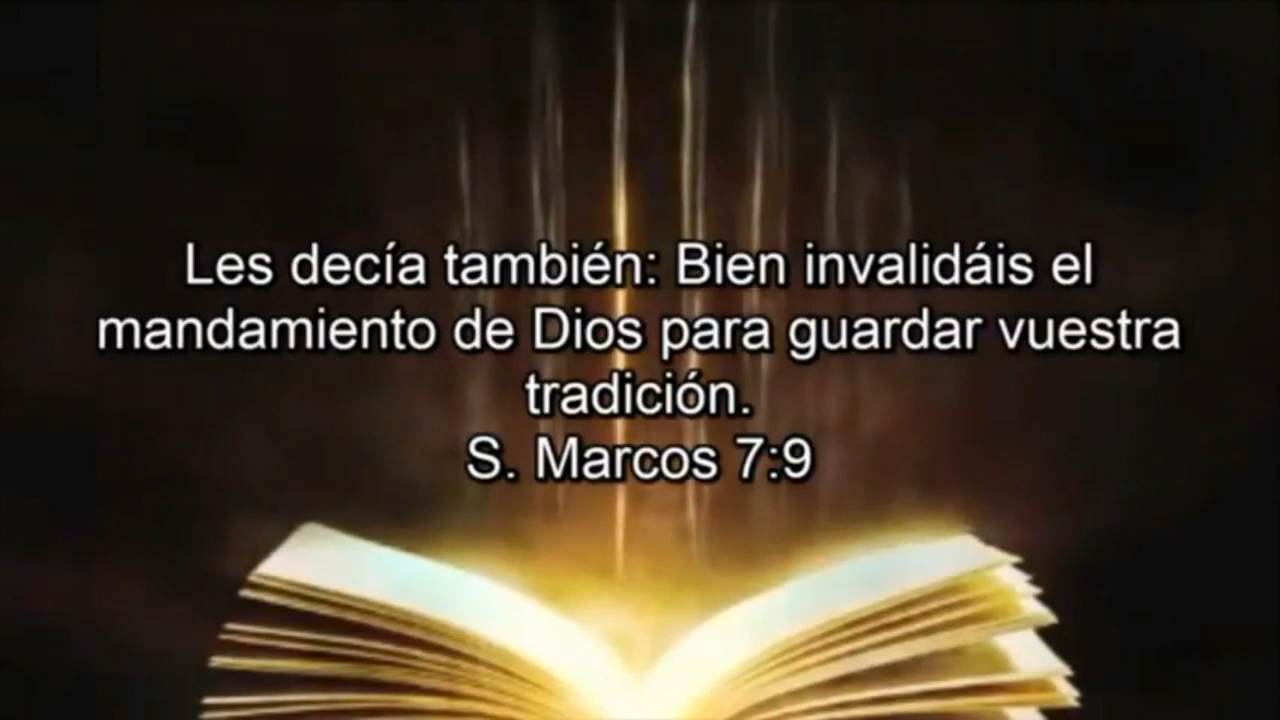 Les decía también: Bien invalidáis el
mandamiento de Dios para guardar vuestra
tradición.
S. Marcos 7:9